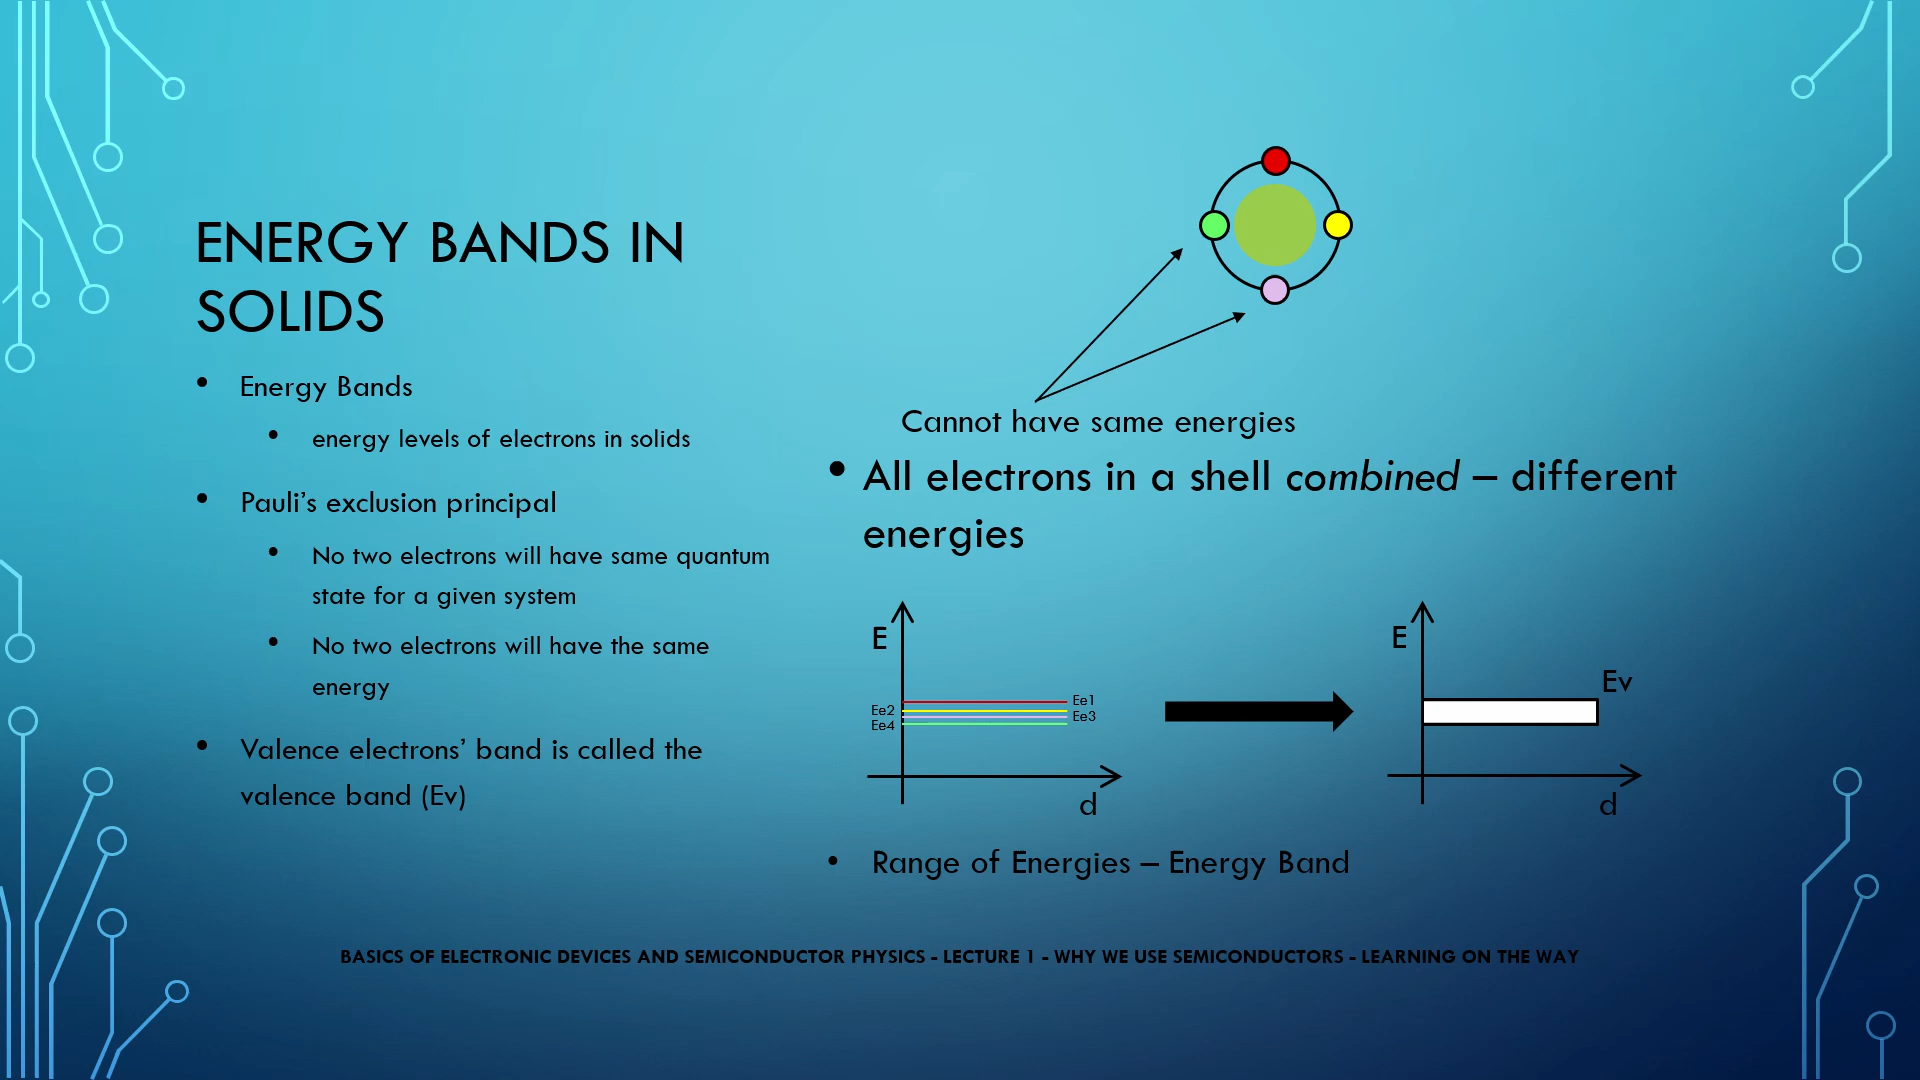 ENERGY BANDS IN
SOLIDS
• Energy Bands
• energy levels of electrons in solids
• Pauli’s exclusion principal
• No two electrons will have same quantum
state for a given system
• No two electrons will have the same
energy
• Valence electrons’ band is called the
valence band (Ev)
Cannot have same energies
• All electrons in a shell combined – different
energies
E
Ee1
Ee2
Ee3
Ee4
d
E
Ev
d
• Range of Energies – Energy Band
BASICS OF ELECTRONIC DEVICES AND SEMICONDUCTOR PHYSICS - LECTURE 1 - WHY WE USE SEMICONDUCTORS - LEARNING ON THE WAY